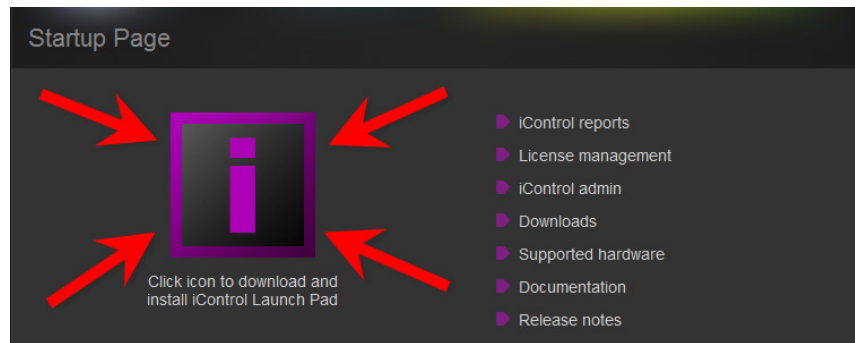 Startup Page
Click icon to download and
install iControl Launch Pad
iControl reports
License management
iControl admin
Downloads
Supported hardware
Documentation
Release notes